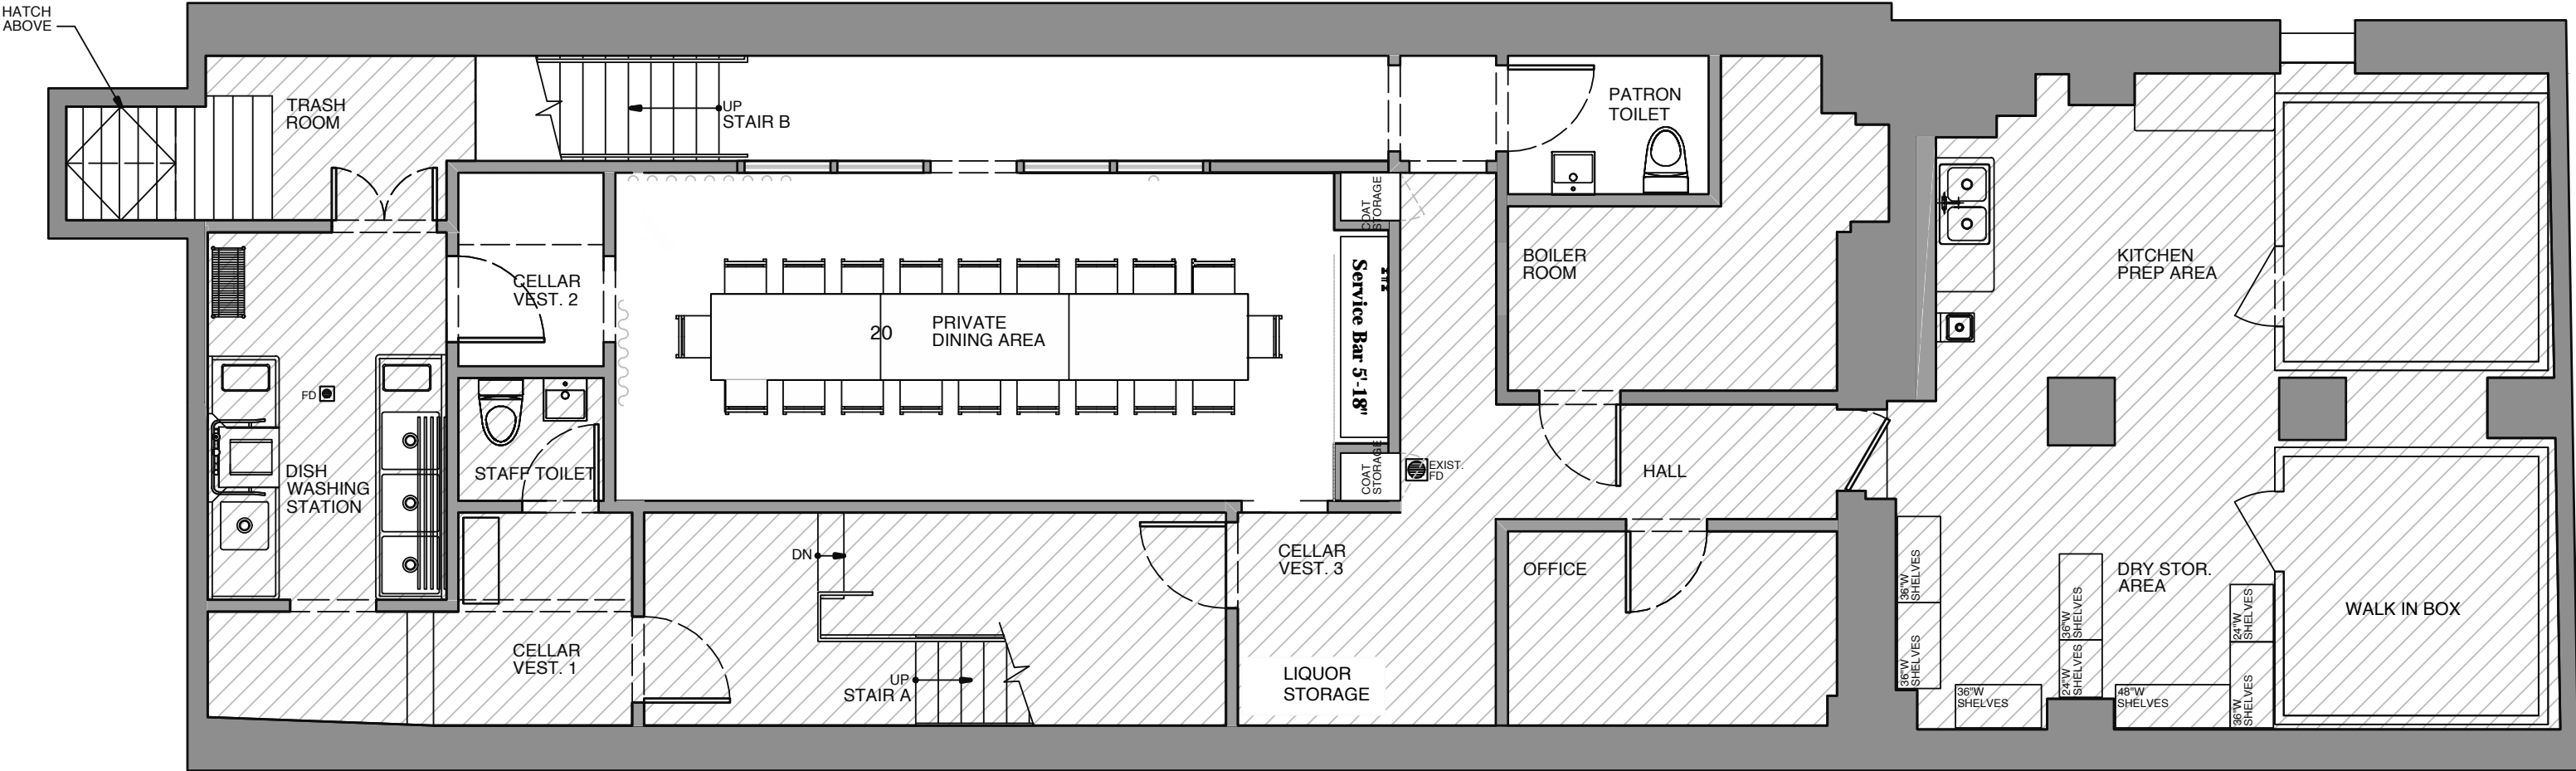 HATCH
ABOVE
TRASH
ROOM
UP
STAIR B
PATRON
TOILET
COAT
STORAGE
CELLAR
VEST. 2
BOILER
ROOM
KITCHEN
PREP AREA
Service Bar 5'-18"
20
PRIVATE
DINING AREA
FD
DISH
WASHING
STATION
STAFF TOILET
COAT
STORAGE
EXIST.
FD
HALL
DN
CELLAR
VEST. 3
OFFICE
36"W
SHELVES
36"W
SHELVES
DRY STOR.
AREA
24"W
SHELVES
WALK IN BOX
CELLAR
VEST. 1
UP
STAIR A
LIQUOR
STORAGE
36"W
SHELVES
24"W
SHELVES
36"W
SHELVES
48"W
SHELVES
36"W
SHELVES